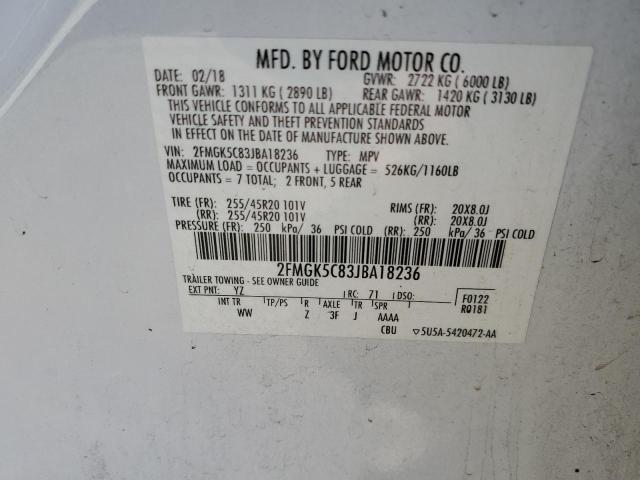 MFD. BY FORD MOTOR CO.
DATE: 02/18 GVWR: 2722 KG ( 6000 LB)
FRONT GAWR: 1311 KG ( 2890 LB) REAR GAWR: 1420 KG ( 3130 LB)
THIS VEHICLE CONFORMS TO ALL APPLICABLE FEDERAL MOTOR
VEHICLE SAFETY AND THEFT PREVENTION STANDARDS
IN EFFECT ON THE DATE OF MANUFACTURE SHOWN ABOVE.
VIN: 2FMGK5C83JBA18236 TYPE: MPV
MAXIMUM LOAD = OCCUPANTS + LUGGAGE = 526KG/1160LB
OCCUPANTS = 7 TOTAL; 2 FRONT, 5 REAR
TIRE (FR): 255/45R20 101V RIMS (FR): 20X8.0J
(RR): 255/45R20 101V (RR): 20X8.0J
PRESSURE (FR): 250 kPa/ 36 PSI COLD (RR): 250 kPa/ 36 PSI COLD
2FMGK5C83JBA18236
TRAILER TOWING - SEE OWNER GUIDE
EXT PNT: YZ RC: 71 DSO: F0122
INT TR TP/PS R AXLE TR SPR R0181
WW Z 3F J AAAA
CBU ▽5U5A-5420472-AA